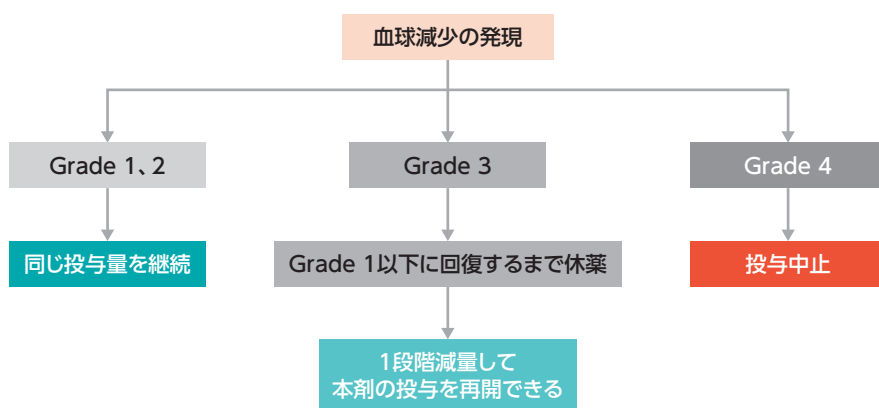 血球減少の発現
Grade 1、2
Grade 3
Grade 4
同じ投与量を継続
Grade 1以下に回復するまで休薬
投与中止
1段階減量して
本剤の投与を再開できる